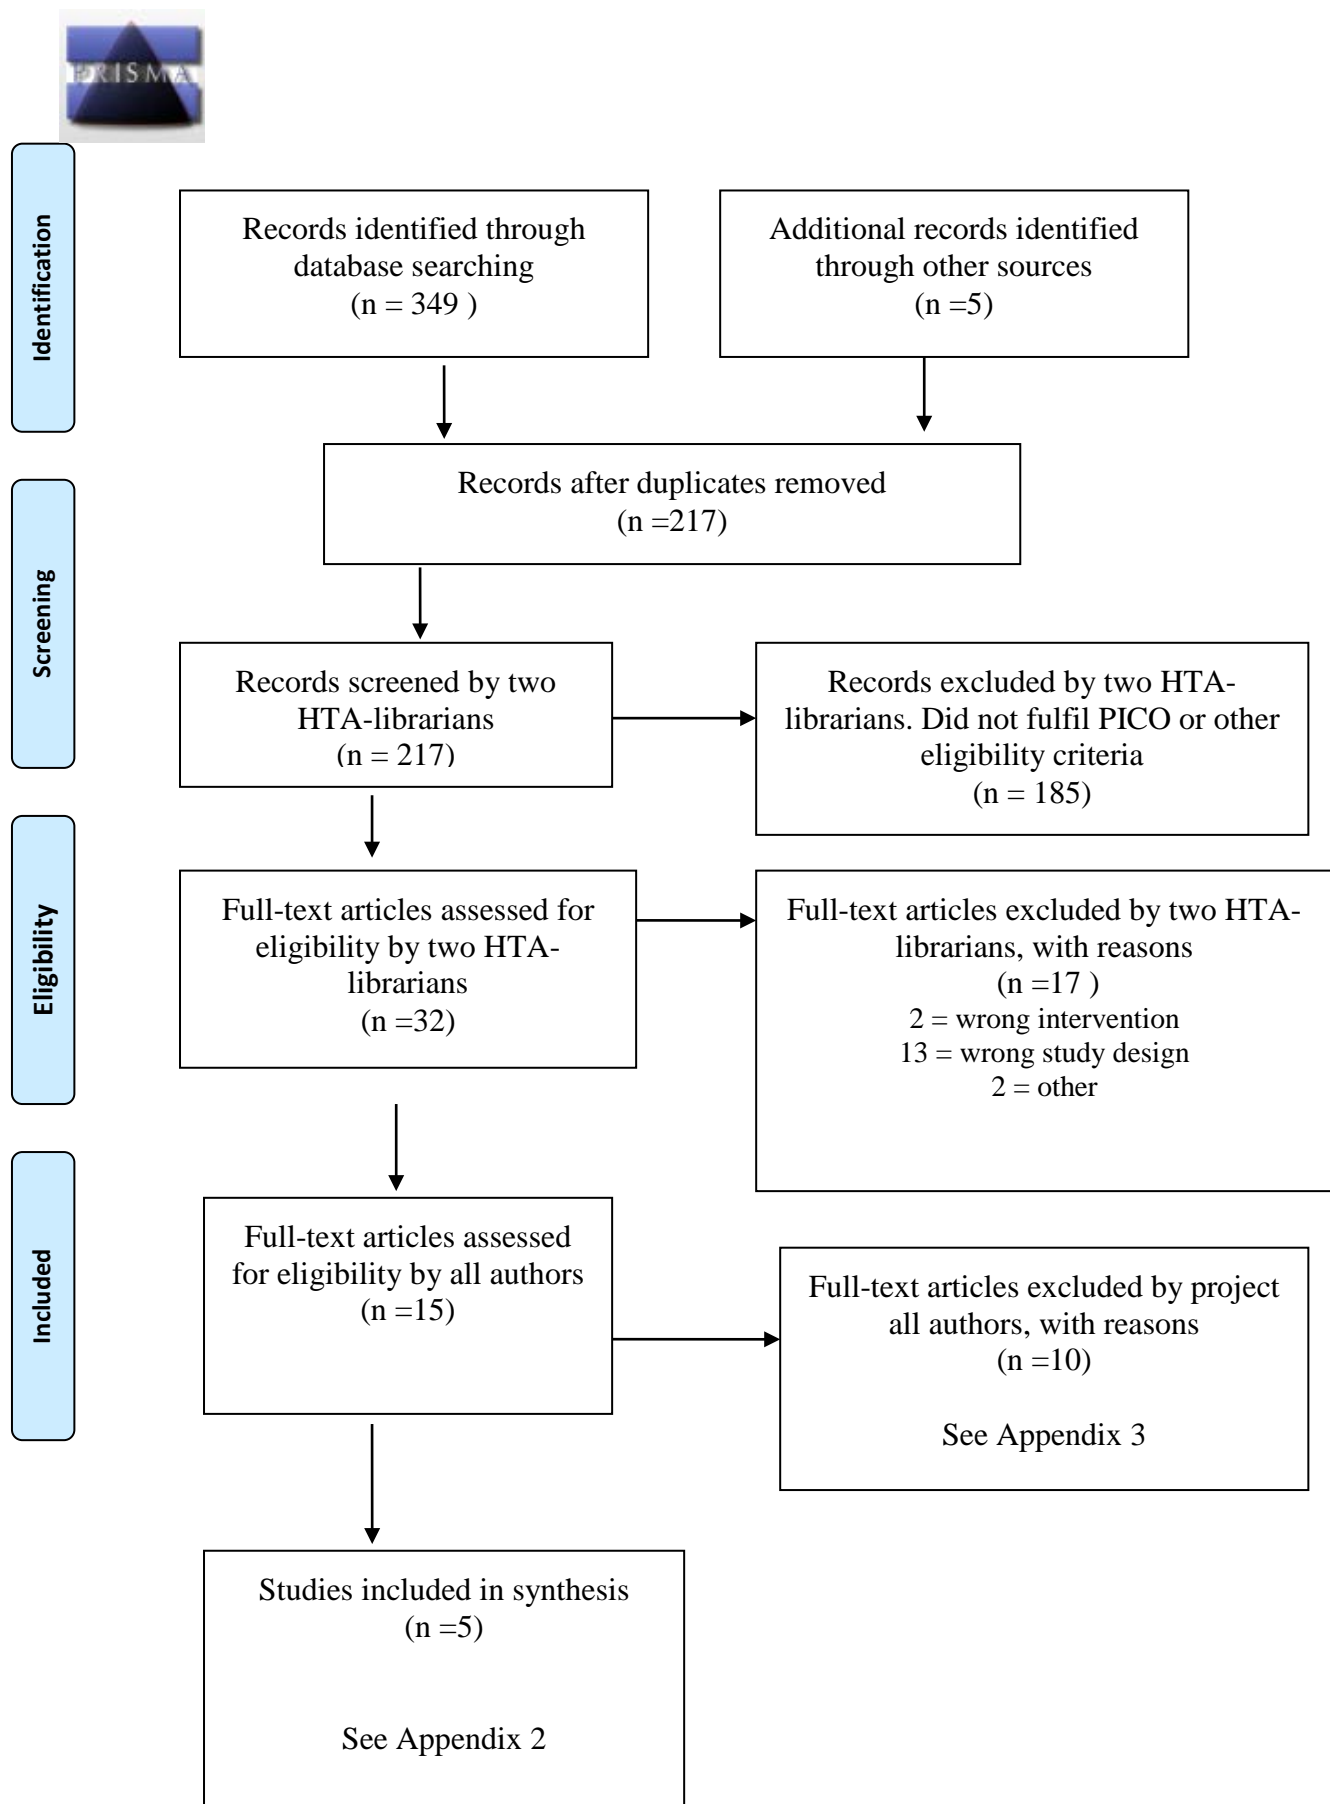 PRISMA
Identification
Records identified through
database searching
(n = 349 )
Additional records identified
through other sources
(n =5)
Records after duplicates removed
(n =217)
Screening
Records screened by two
HTA-librarians
(n = 217)
Records excluded by two HTA-
librarians. Did not fulfil PICO or other
eligibility criteria
(n = 185)
Eligibility
Full-text articles assessed for
eligibility by two HTA-
librarians
(n =32)
Full-text articles excluded by two HTA-
librarians, with reasons
(n =17 )
2 = wrong intervention
13 = wrong study design
2 = other
Included
Full-text articles assessed
for eligibility by all authors
(n =15)
Full-text articles excluded by project
all authors, with reasons
(n =10)
See Appendix 3
Studies included in synthesis
(n =5)
See Appendix 2